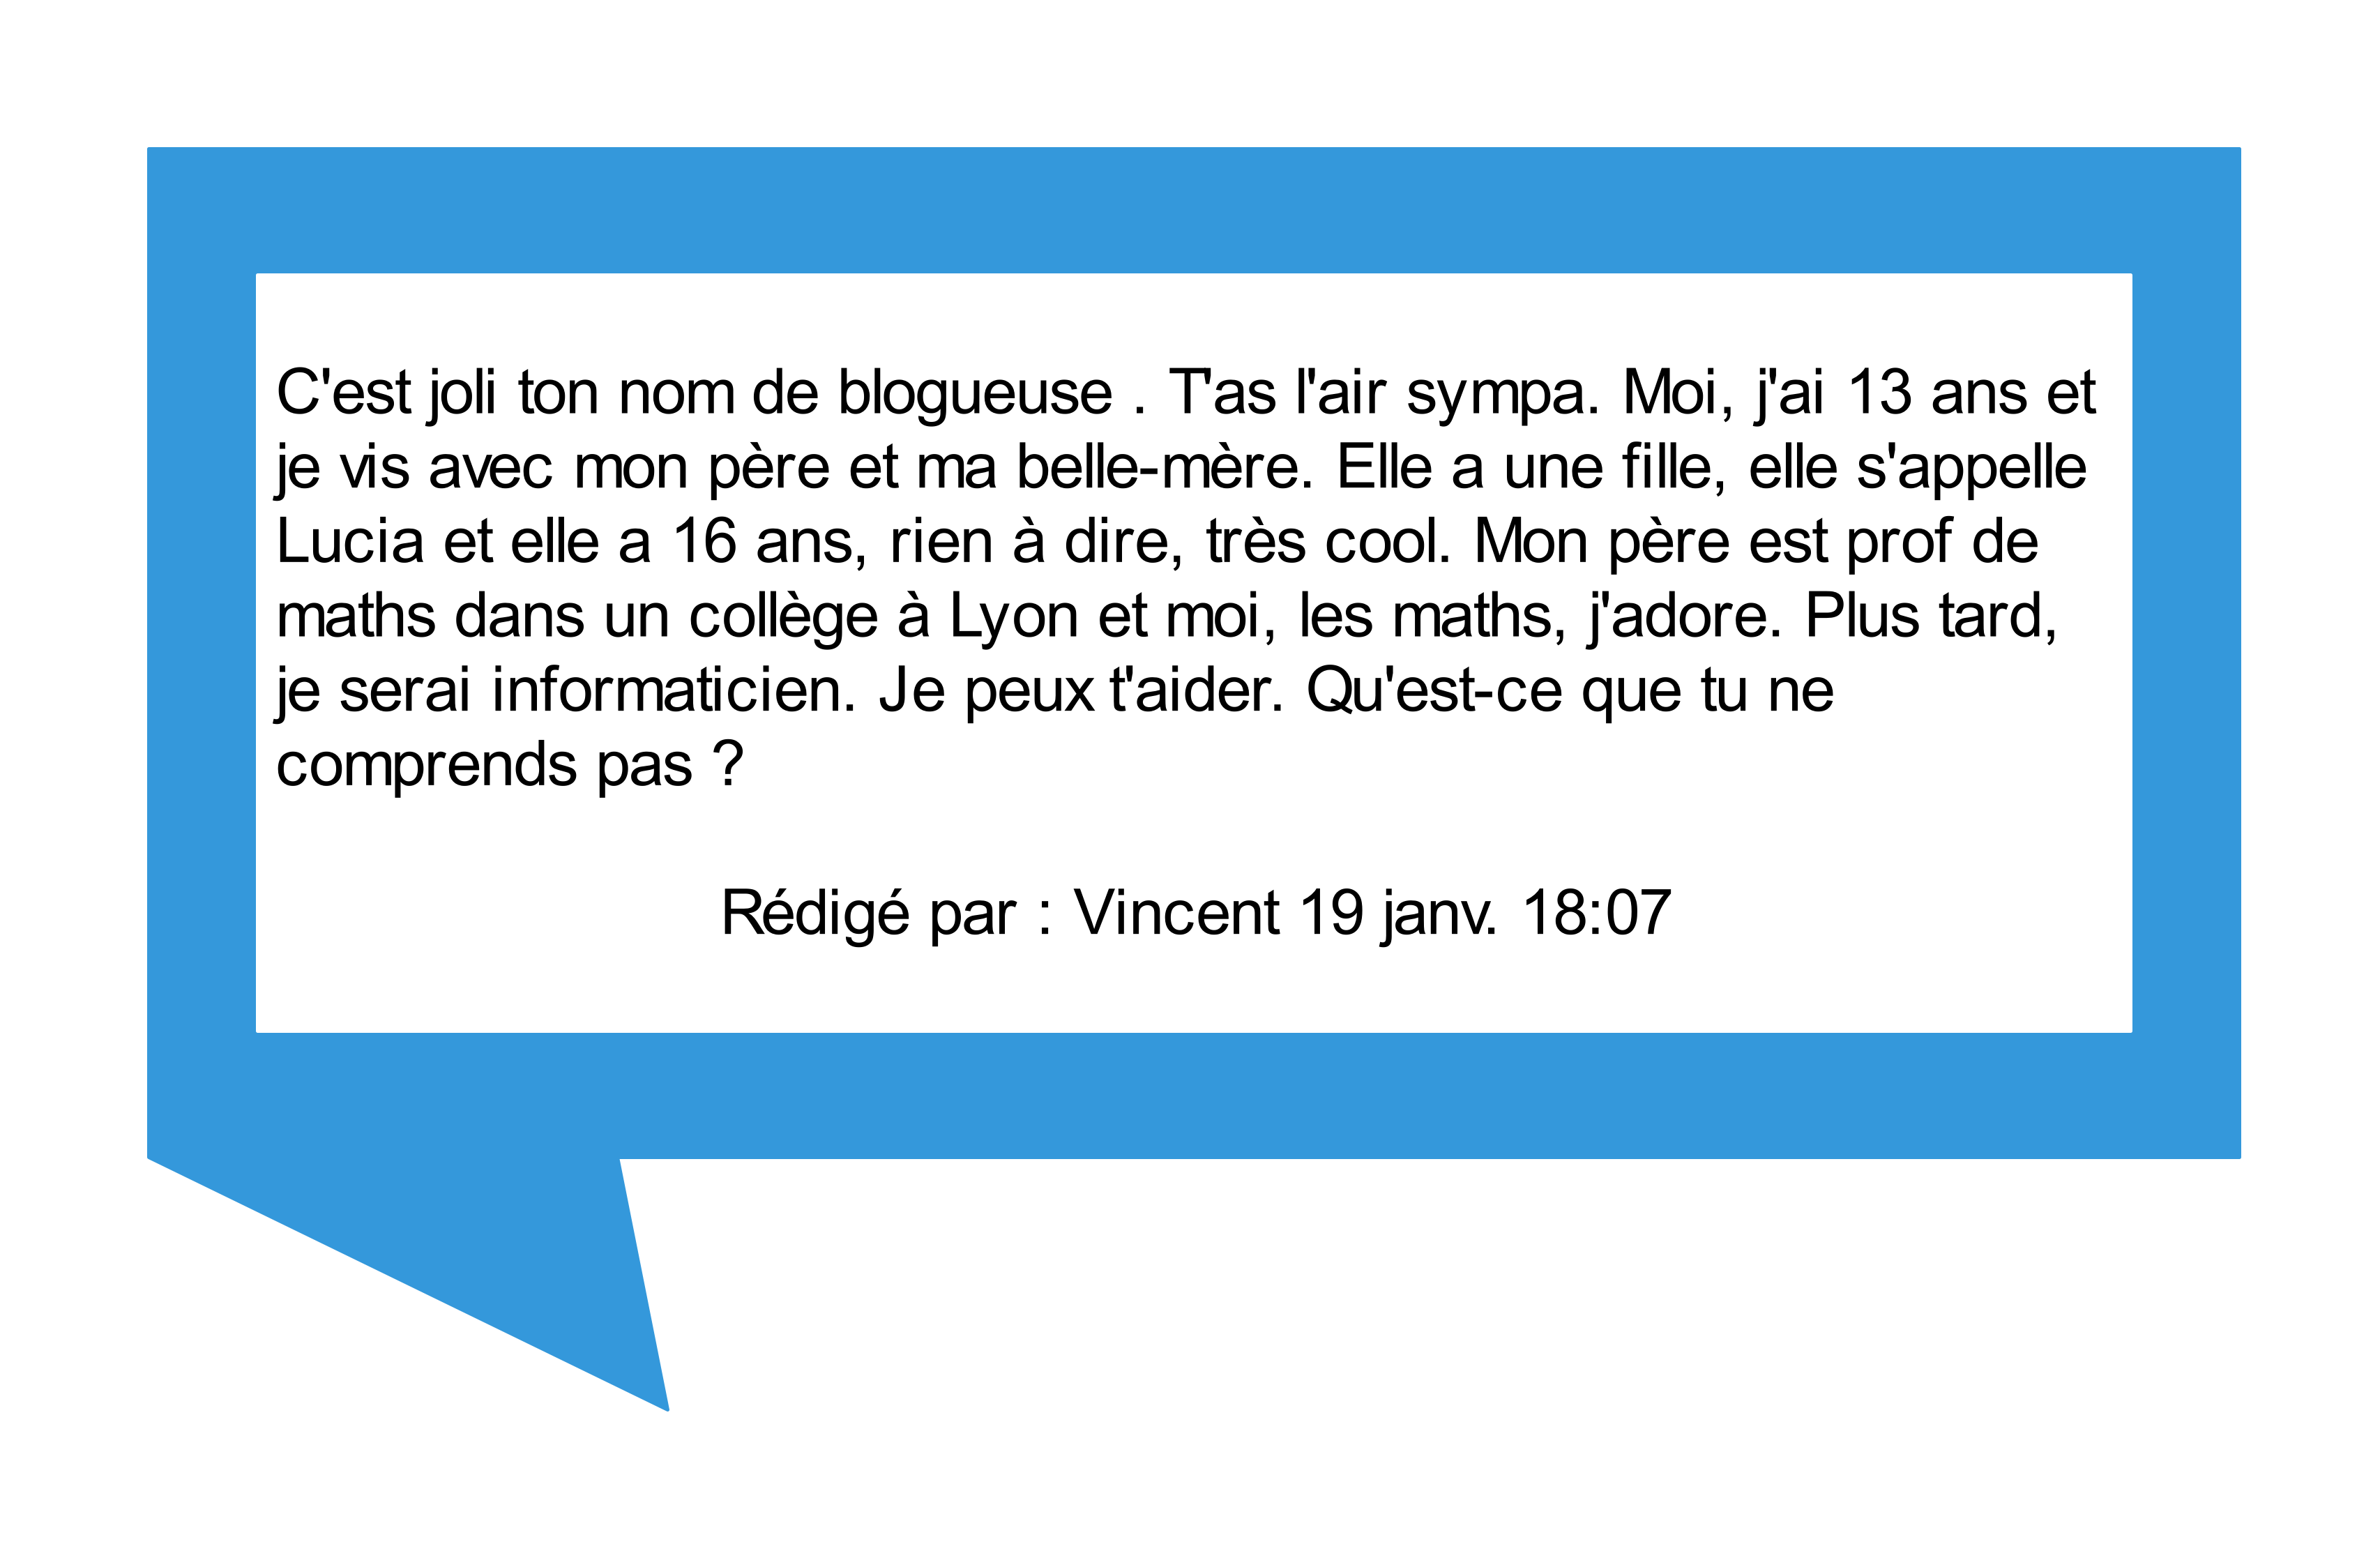 C'est joli ton nom de blogueuse . T'as l'air sympa. Moi, j'ai 13 ans et
je vis avec mon père et ma belle-mère. Elle a une fille, elle s'appelle
Lucia et elle a 16 ans, rien à dire, très cool. Mon père est prof de
maths dans un collège à Lyon et moi, les maths, j'adore. Plus tard,
je serai informaticien. Je peux t'aider. Qu'est-ce que tu ne
comprends pas ?
Rédigé par : Vincent 19 janv. 18:07